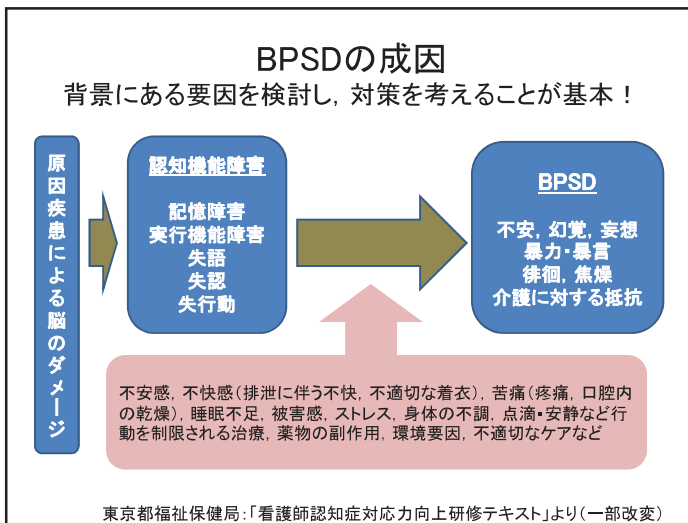 BPSDの成因
背景にある要因を検討し，対策を考えることが基本！
原因疾患による脳のダメージ
認知機能障害
記憶障害
実行機能障害
失語
失認
失行動
BPSD
不安，幻覚，妄想
暴力・暴言
徘徊，焦燥
介護に対する抵抗
不安感，不快感（排泄に伴う不快，不適切な着衣），苦痛（疼痛，口腔内
の乾燥），睡眠不足，被害感，ストレス，身体の不調，点滴・安静など行
動を制限される治療，薬物の副作用，環境要因，不適切なケアなど
東京都福祉保健局：「看護師認知症対応力向上研修テキスト」より（一部改変）